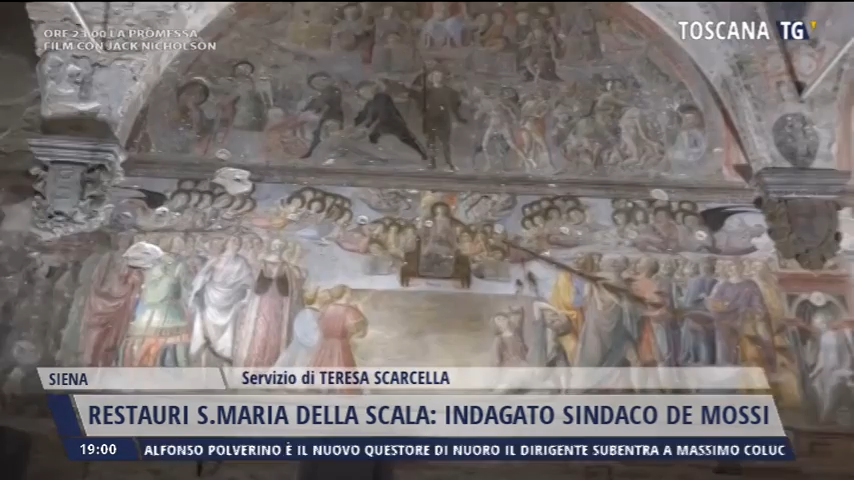 ORE 23:00 LA PROMESSA
FILM CON JACK NICHOLSON
TOSCANA TG
SIENA
Servizio di TERESA SCARCELLA
RESTAURI S.MARIA DELLA SCALA: INDAGATO SINDACO DE MOSSI
19:00
ALFONSO POLVERINO È IL NUOVO QUESTORE DI NUORO IL DIRIGENTE SUBENTRA A MASSIMO COLUC